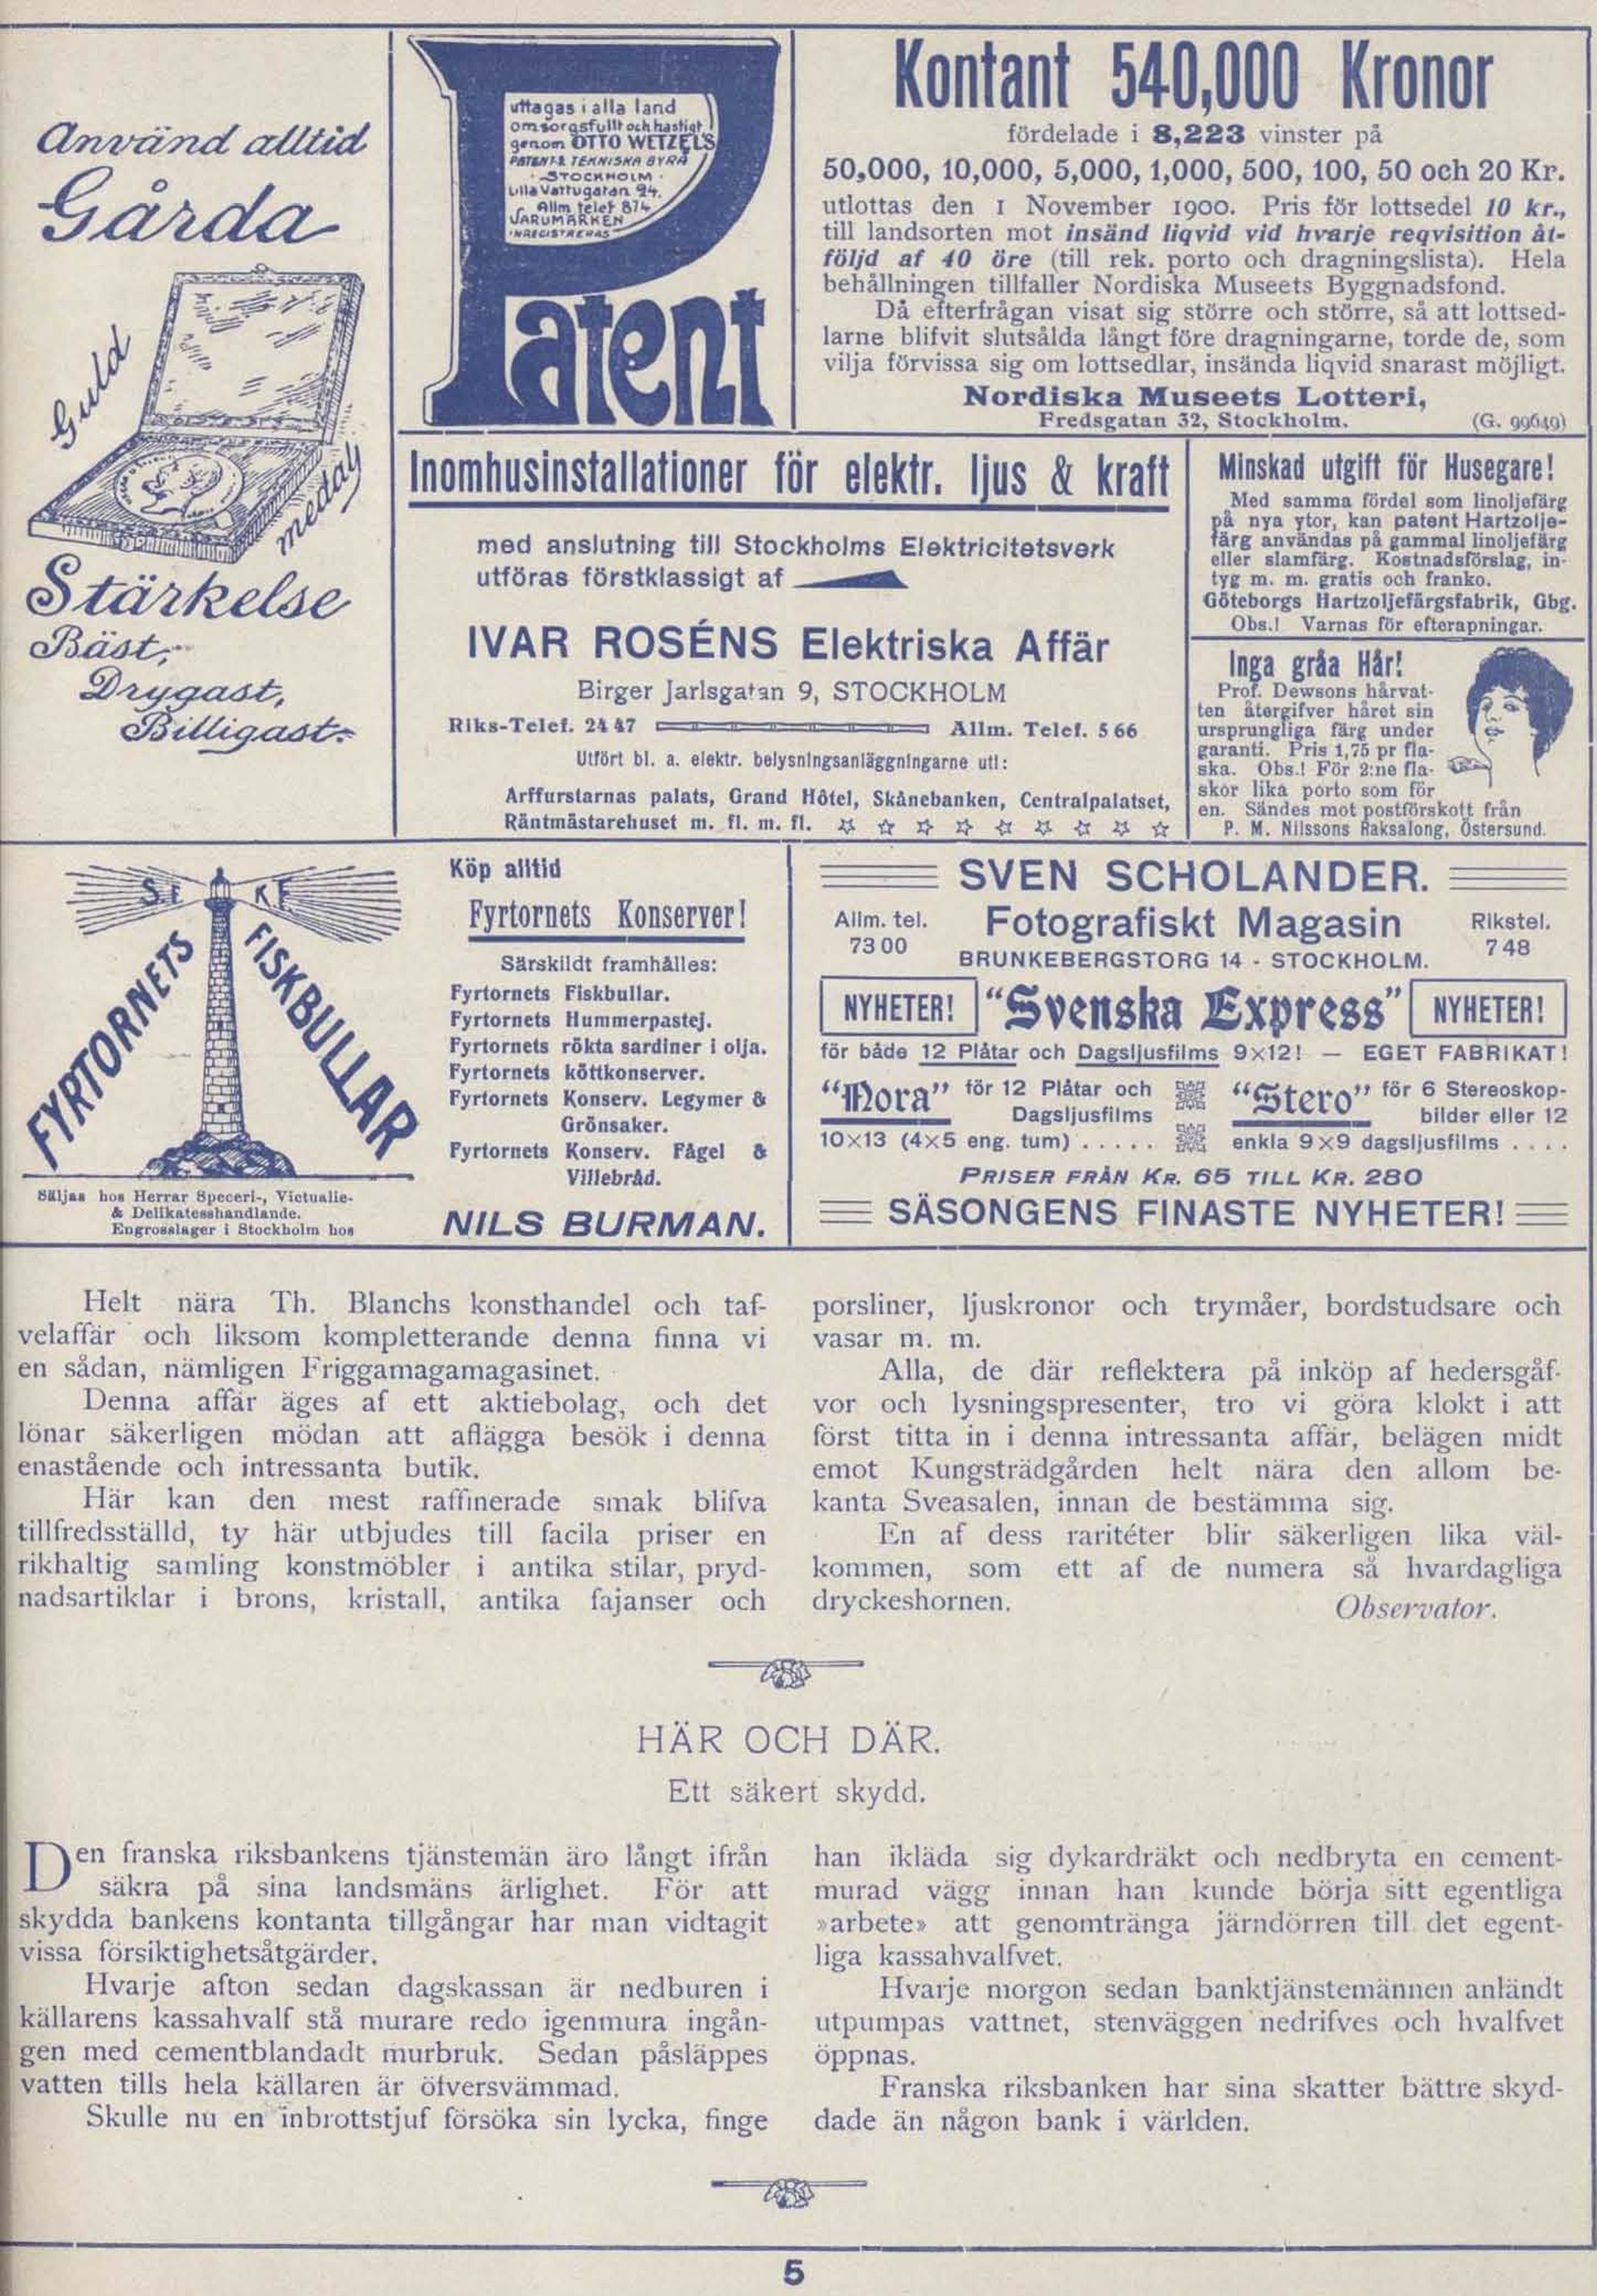 Använd alltid
Gårda
Guld
medalj
Stärkelse
Bäst,
Drygast,
Billigast.
Patent
uttagas i alla land
omsorgsfullt och hastigt
genom OTTO WETZELS
PATENT- & TEKNISKA BYRÅ
STOCKHOLM
Lilla Vattugatan 24.
Allm telef 874
VARUMÄRKEN
INREGISTRERAS
Kontant 540,000 Kronor
fördelade i 8,223 vinster på
50,000, 10,000, 5,000, 1,000, 500, 100, 50 och 20 Kr.
utlottas den 1 November 1900. Pris för lottsedel 10 kr.,
till landsorten mot insänd liqvid vid hvarje reqvisition åt-
följd af 40 öre (till rek. porto och dragningslista). Hela
behållningen tillfaller Nordiska Museets Byggnadsfond.
Då efterfrågan visat sig större och större, så att lottsed-
larne blifvit slutsålda långt före dragningarne, torde de, som
vilja förvissa sig om lottsedlar, insända liqvid snarast möjligt.
Nordiska Museets Lotteri,
Fredsgatan 32, Stockholm. (G. 99649)
Inomhusinstallationer för elektr. ljus & kraft
med anslutning till Stockholms Elektricitetsverk
utföras förstklassigt af
IVAR ROSÉNS Elektriska Affär
Birger Jarlsgatan 9, STOCKHOLM
Riks-Telef. 24 47 Allm. Telef. 5 66
Utfört bl. a. elektr. belysningsanläggningarne uti:
Arffurstarnas palats, Grand Hôtel, Skånebanken, Centralpalatset,
Räntmästarehuset m. fl. m. fl.
Minskad utgift för Husegare!
Med samma fördel som linoljefärg
på nya ytor, kan patent Hartzolje-
färg användas på gammal linoljefärg
eller slamfärg. Kostnadsförslag, in-
tyg m. m. gratis och franko.
Göteborgs Hartzoljefärgsfabrik, Gbg.
Obs.! Varnas för efterapningar.
Inga gråa Hår!
Prof. Dewsons hårvat-
ten återgifver håret sin
ursprungliga färg under
garanti. Pris 1,75 pr fla-
ska. Obs.! För 2:ne fla-
skor lika porto som för
en. Sändes mot postförskott från
P. M. Nilssons Raksalong, Östersund.
SE KF
FYRTORNETS
FISKBULLAR
Säljas hos Herrar Speceri-, Victualie-
& Delikatesshandlande.
Engrosslager i Stockholm hos
Köp alltid
Fyrtornets Konserver!
Särskildt framhålles:
Fyrtornets Fiskbullar.
Fyrtornets Hummerpastej.
Fyrtornets rökta sardiner i olja.
Fyrtornets köttkonserver.
Fyrtornets Konserv. Legymer &
Grönsaker.
Fyrtornets Konserv. Fågel &
Villebråd.
NILS BURMAN.
SVEN SCHOLANDER.
Allm. tel. Fotografiskt Magasin Rikstel.
73 00 BRUNKEBERGSTORG 14 - STOCKHOLM. 7 48
NYHETER! “Svenska Express” NYHETER!
för både 12 Plåtar och Dagsljusfilms 9×12! — EGET FABRIKAT!
“Nora” för 12 Plåtar och
Dagsljusfilms
10×13 (4×5 eng. tum) . . . . .
“Stero” för 6 Stereoskop-
bilder eller 12
enkla 9×9 dagsljusfilms . . . .
PRISER FRÅN KR. 65 TILL KR. 280
SÄSONGENS FINASTE NYHETER!
Helt nära Th. Blanchs konsthandel och taf-
velaffär och liksom kompletterande denna finna vi
en sådan, nämligen Friggamagamagasinet.
Denna affär äges af ett aktiebolag, och det
lönar säkerligen mödan att aflägga besök i denna
enastående och intressanta butik.
Här kan den mest raffinerade smak blifva
tillfredsställd, ty här utbjudes till facila priser en
rikhaltig samling konstmöbler i antika stilar, pryd-
nadsartiklar i brons, kristall, antika fajanser och
porsliner, ljuskronor och trymåer, bordstudsare och
vasar m. m.
Alla, de där reflektera på inköp af hedersgåf-
vor och lysningspresenter, tro vi göra klokt i att
först titta in i denna intressanta affär, belägen midt
emot Kungsträdgården helt nära den allom be-
kanta Sveasalen, innan de bestämma sig.
En af dess raritéter blir säkerligen lika väl-
kommen, som ett af de numera så hvardagliga
dryckeshornen.
Observator.
HÄR OCH DÄR.
Ett säkert skydd.
Den franska riksbankens tjänstemän äro långt ifrån
säkra på sina landsmäns ärlighet. För att
skydda bankens kontanta tillgångar har man vidtagit
vissa försiktighetsåtgärder.
Hvarje afton sedan dagskassan är nedburen i
källarens kassahvalf stå murare redo igenmura ingån-
gen med cementblandadt murbruk. Sedan påsläppes
vatten tills hela källaren är öfversvämmad.
Skulle nu en inbrottstjuf försöka sin lycka, finge
han ikläda sig dykardräkt och nedbryta en cement-
murad vägg innan han kunde börja sitt egentliga
»arbete» att genomtränga järndörren till det egent-
liga kassahvalfvet.
Hvarje morgon sedan banktjänstemännen anländt
utpumpas vattnet, stenväggen nedrifves och hvalfvet
öppnas.
Franska riksbanken har sina skatter bättre skyd-
dade än någon bank i världen.
5